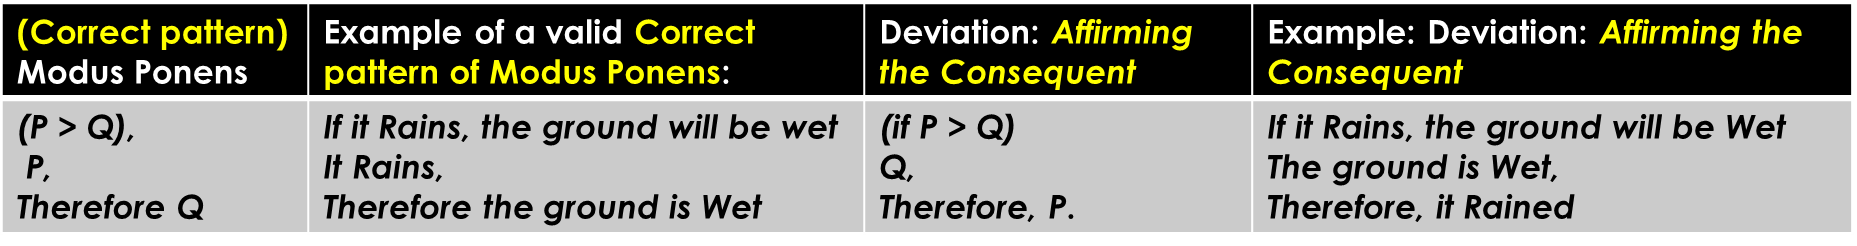 (Correct pattern)
Modus Ponens
Example of a valid Correct
pattern of Modus Ponens:
Deviation: Affirming
the Consequent
Example: Deviation: Affirming the
Consequent
(P > Q),
P,
Therefore Q
If it Rains, the ground will be wet
It Rains,
Therefore the ground is Wet
(if P > Q)
Q,
Therefore, P.
If it Rains, the ground will be Wet
The ground is Wet,
Therefore, it Rained